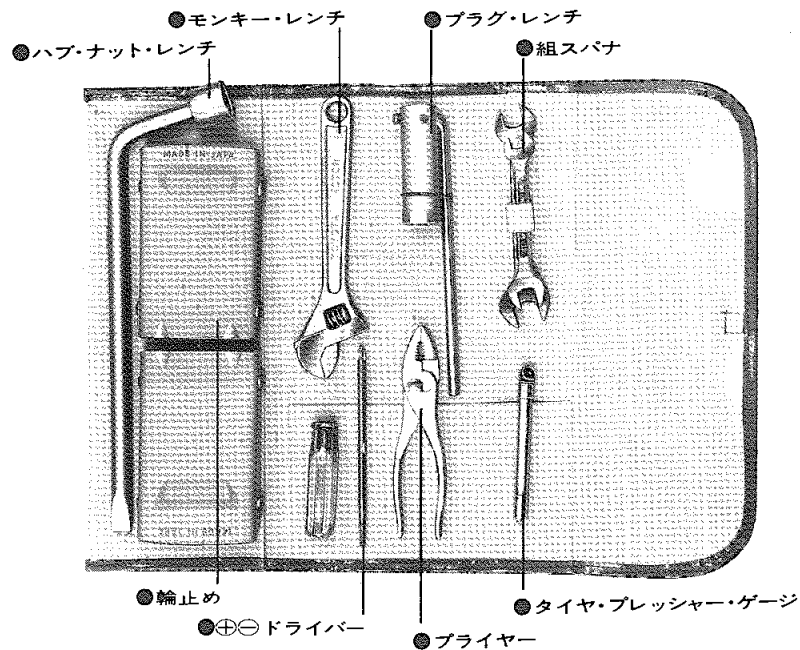 ●モンキー・レンチ
●プラグ・レンチ
●ハブ・ナット・レンチ
●組スパナ
MADE IN JAPAN
●輪止め
●⊕⊖ドライバー
●タイヤ・プレッシャー・ゲージ
●プライヤー